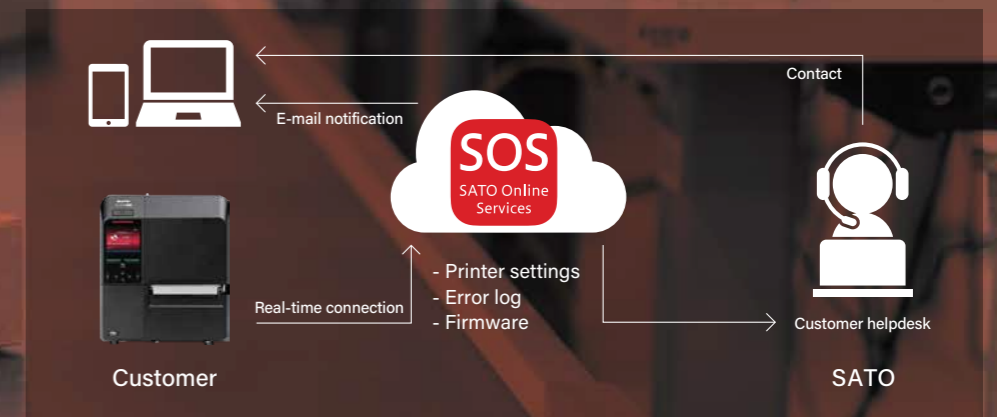 Contact
E-mail notification
SOS
SATO Online
Services
- Printer settings
- Error log
- Firmware
Real-time connection
Customer helpdesk
Customer
SATO